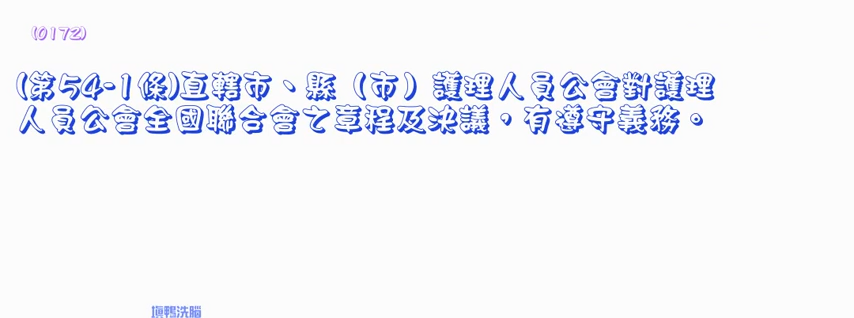 (0172)
(第54-1條)直轄市、縣（市）護理人員公會對護理
人員公會全國聯合會之章程及決議，有遵守義務。
填鴨洗腦